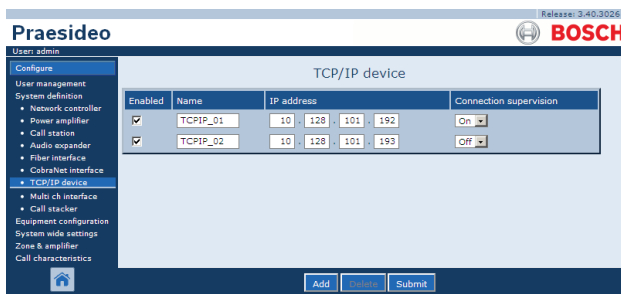 Release: 3.40.3026
Praesideo
BOSCH
User: admin
Configure
User management
System definition
• Network controller
• Power amplifier
• Call station
• Audio expander
• Fiber interface
• CobraNet interface
• TCP/IP device
• Multi ch interface
• Call stacker
Equipment configuration
System wide settings
Zone & amplifier
Call characteristics
TCP/IP device
Enabled Name IP address Connection supervision
TCPIP_01 10 . 128 . 101 . 192 On
TCPIP_02 10 . 128 . 101 . 193 Off
Add Delete Submit